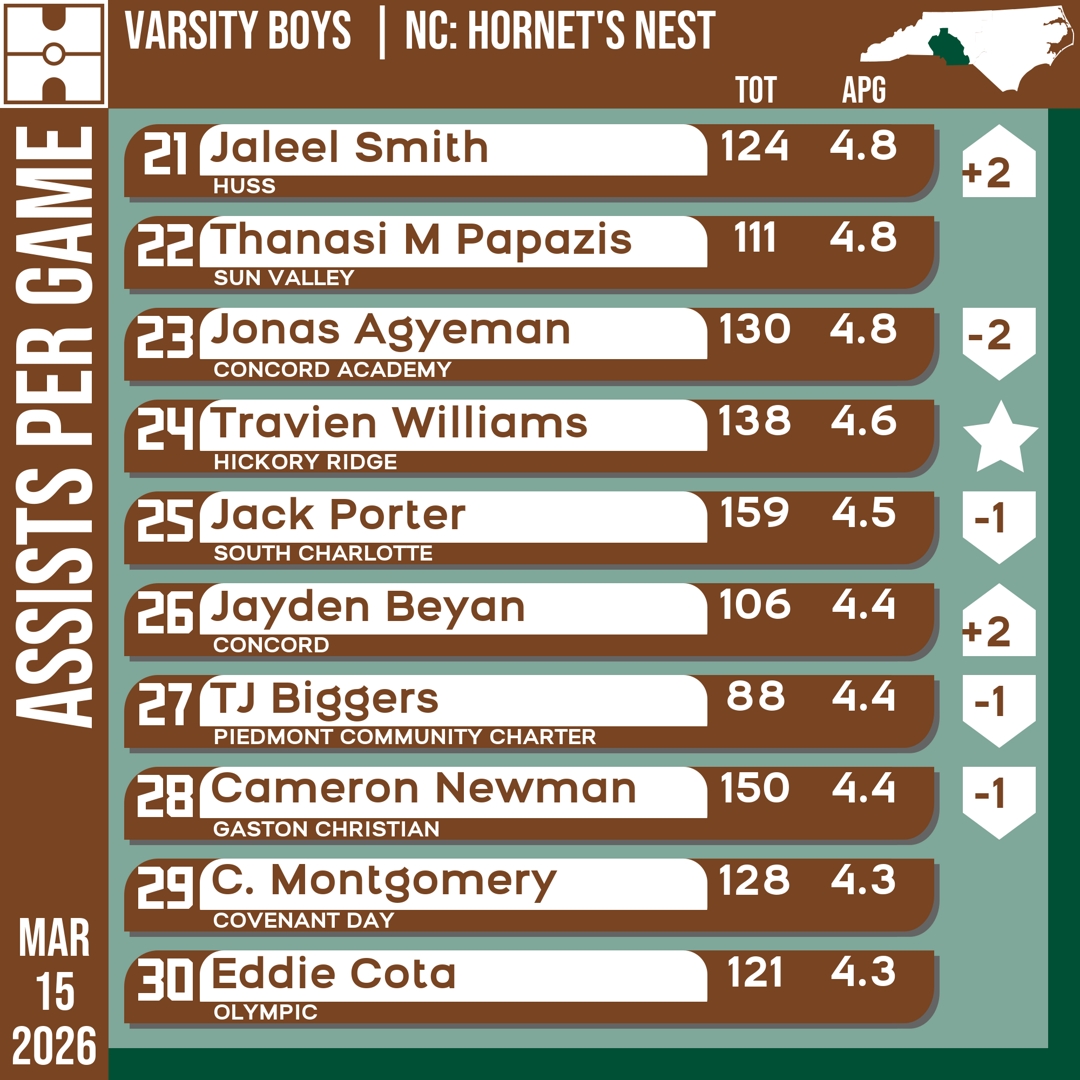 VARSITY BOYS | NC: HORNET'S NEST
TOT APG
ASSISTS PER GAME
21 Jaleel Smith 124 4.8 +2
HUSS
22 Thanasi M Papazis 111 4.8
SUN VALLEY
23 Jonas Agyeman 130 4.8 -2
CONCORD ACADEMY
24 Travien Williams 138 4.6
HICKORY RIDGE
25 Jack Porter 159 4.5 -1
SOUTH CHARLOTTE
26 Jayden Beyan 106 4.4 +2
CONCORD
27 TJ Biggers 88 4.4 -1
PIEDMONT COMMUNITY CHARTER
28 Cameron Newman 150 4.4 -1
GASTON CHRISTIAN
29 C. Montgomery 128 4.3
COVENANT DAY
30 Eddie Cota 121 4.3
OLYMPIC
MAR
15
2026